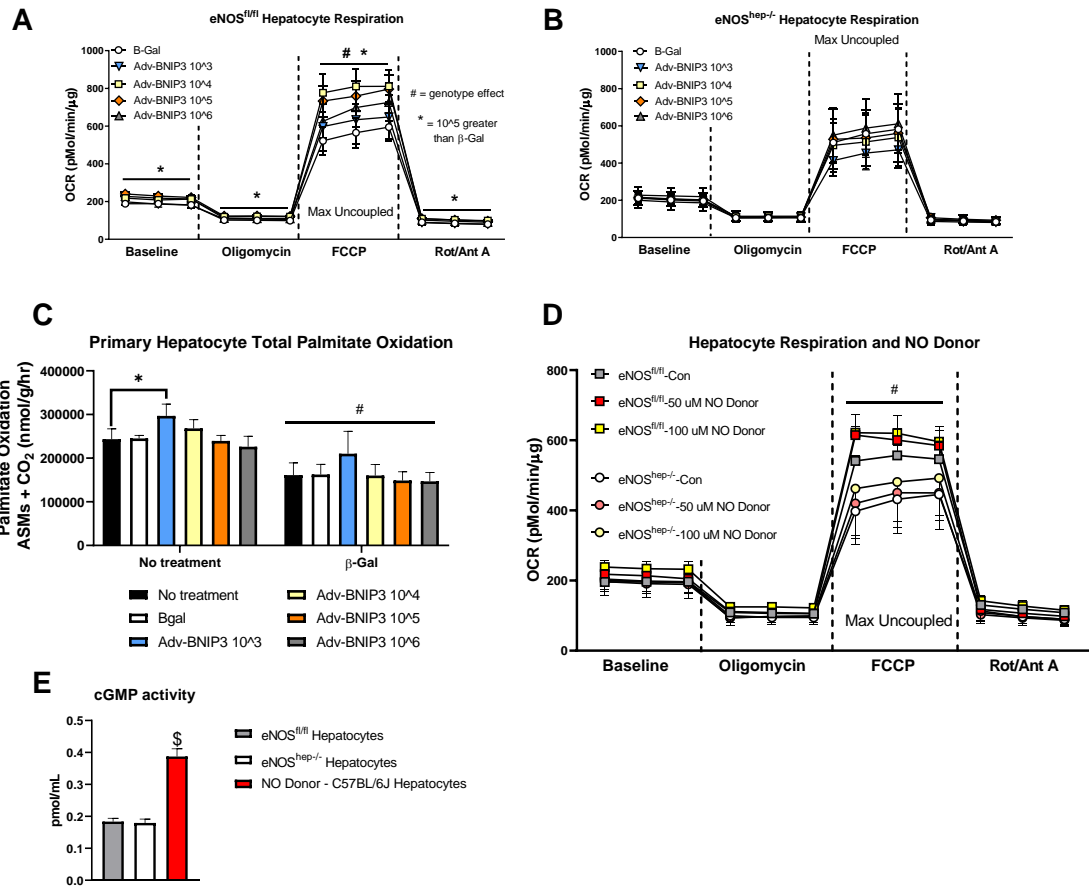 A
eNOSfl/fl Hepatocyte Respiration
OCR (pMol/min/µg)
1000
800
600
400
200
0
B-Gal
Adv-BNIP3 10^3
Adv-BNIP3 10^4
Adv-BNIP3 10^5
Adv-BNIP3 10^6
*
*
# *
*
# = genotype effect
* = 10^5 greater
than β-Gal
Max Uncoupled
Baseline Oligomycin FCCP Rot/Ant A
B
eNOShep-/- Hepatocyte Respiration
Max Uncoupled
OCR (pMol/min/µg)
1000
800
600
400
200
0
B-Gal
Adv-BNIP3 10^3
Adv-BNIP3 10^4
Adv-BNIP3 10^5
Adv-BNIP3 10^6
Baseline Oligomycin FCCP Rot/Ant A
C
Primary Hepatocyte Total Palmitate Oxidation
Palmitate Oxidation
ASMs + CO2 (nmol/g/hr)
400000
300000
200000
100000
0
*
#
No treatment β-Gal
No treatment
Bgal
Adv-BNIP3 10^3
Adv-BNIP3 10^4
Adv-BNIP3 10^5
Adv-BNIP3 10^6
D
Hepatocyte Respiration and NO Donor
OCR (pMol/min/µg)
800
600
400
200
0
eNOSfl/fl-Con
eNOSfl/fl-50 uM NO Donor
eNOSfl/fl-100 uM NO Donor
eNOShep-/-Con
eNOShep-/-50 uM NO Donor
eNOShep-/-100 uM NO Donor
#
Max Uncoupled
Baseline Oligomycin FCCP Rot/Ant A
E
cGMP activity
pmol/mL
0.5
0.4
0.3
0.2
0.1
0.0
$
eNOSfl/fl Hepatocytes
eNOShep-/- Hepatocytes
NO Donor - C57BL/6J Hepatocytes